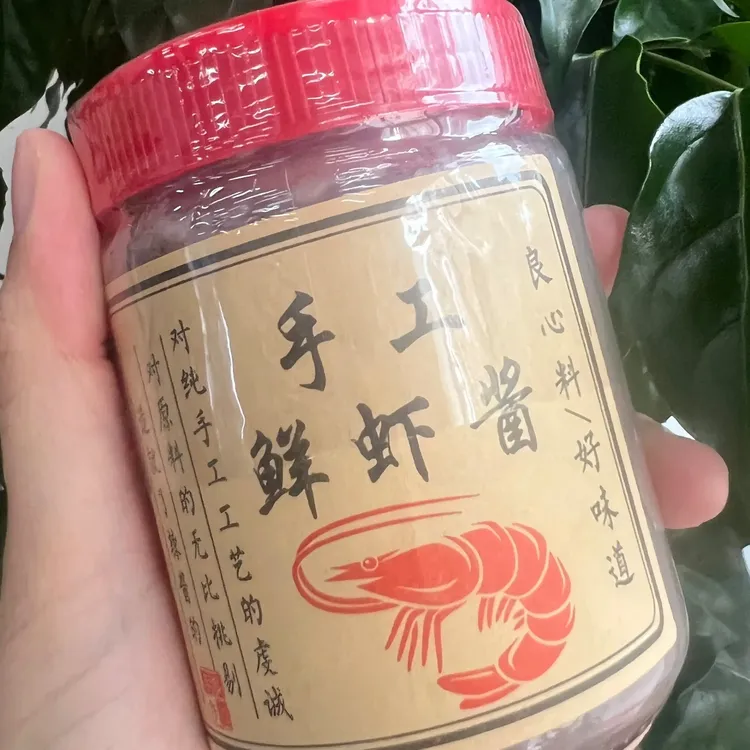 手工
鲜虾酱
良心料/好味道
对纯手工工艺的虔诚
对原料的无比挑剔